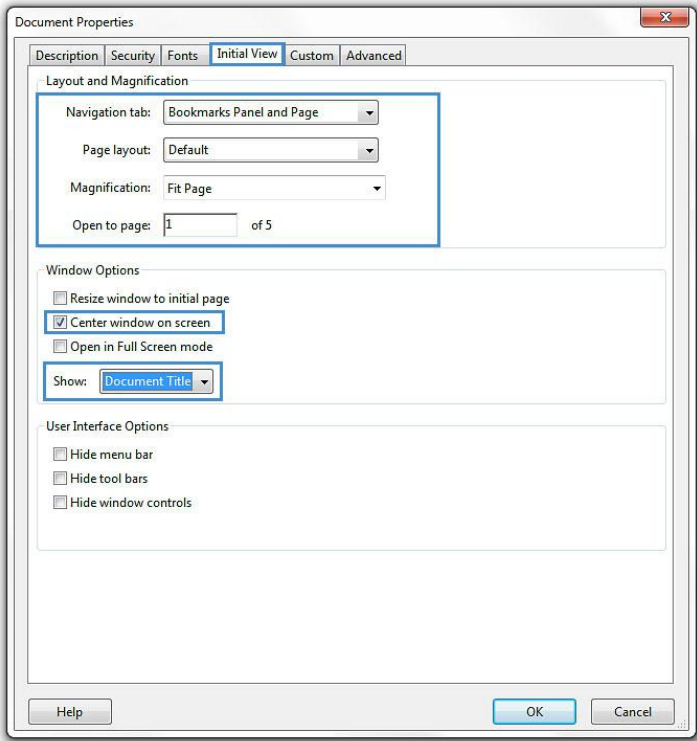 Document Properties
Description Security Fonts Initial View Custom Advanced
Layout and Magnification
Navigation tab: Bookmarks Panel and Page
Page layout: Default
Magnification: Fit Page
Open to page: 1 of 5
Window Options
Resize window to initial page
Center window on screen
Open in Full Screen mode
Show: Document Title
User Interface Options
Hide menu bar
Hide tool bars
Hide window controls
Help OK Cancel